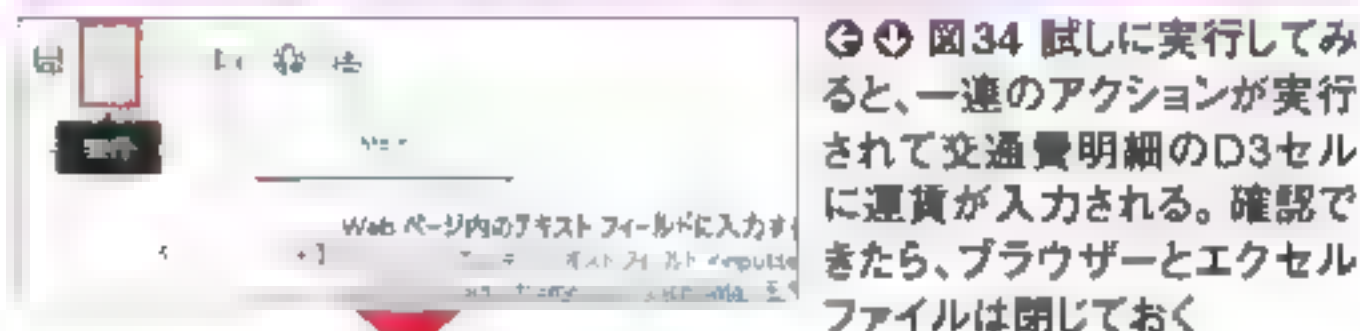 実行
Main
Web ページ内のテキスト フィールドに入力す
図34 試しに実行してみ
ると、一連のアクションが実行
されて交通費明細のD3セル
に運賃が入力される。確認で
きたら、ブラウザーとエクセル
ファイルは閉じておく